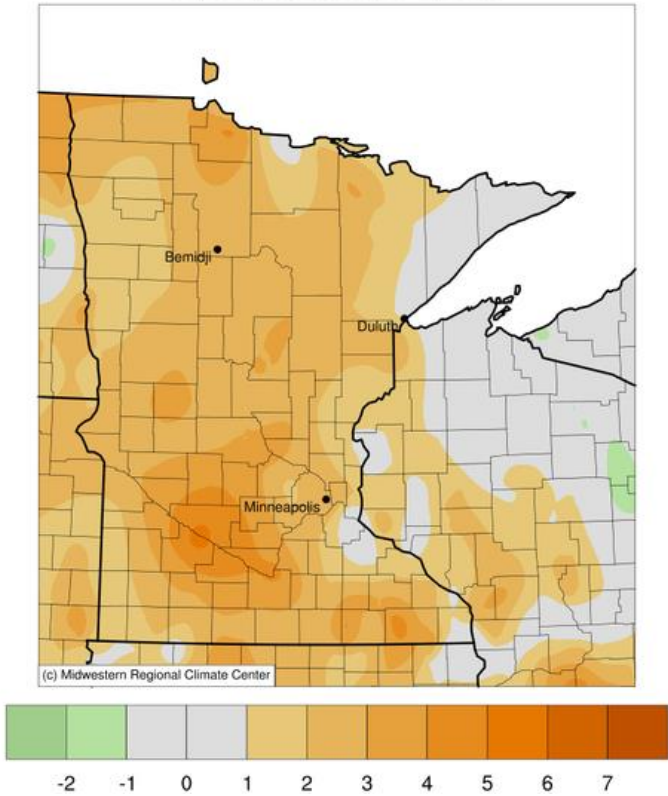 Bemidji
Duluth
Minneapolis
(c) Midwestern Regional Climate Center
-2 -1 0 1 2 3 4 5 6 7